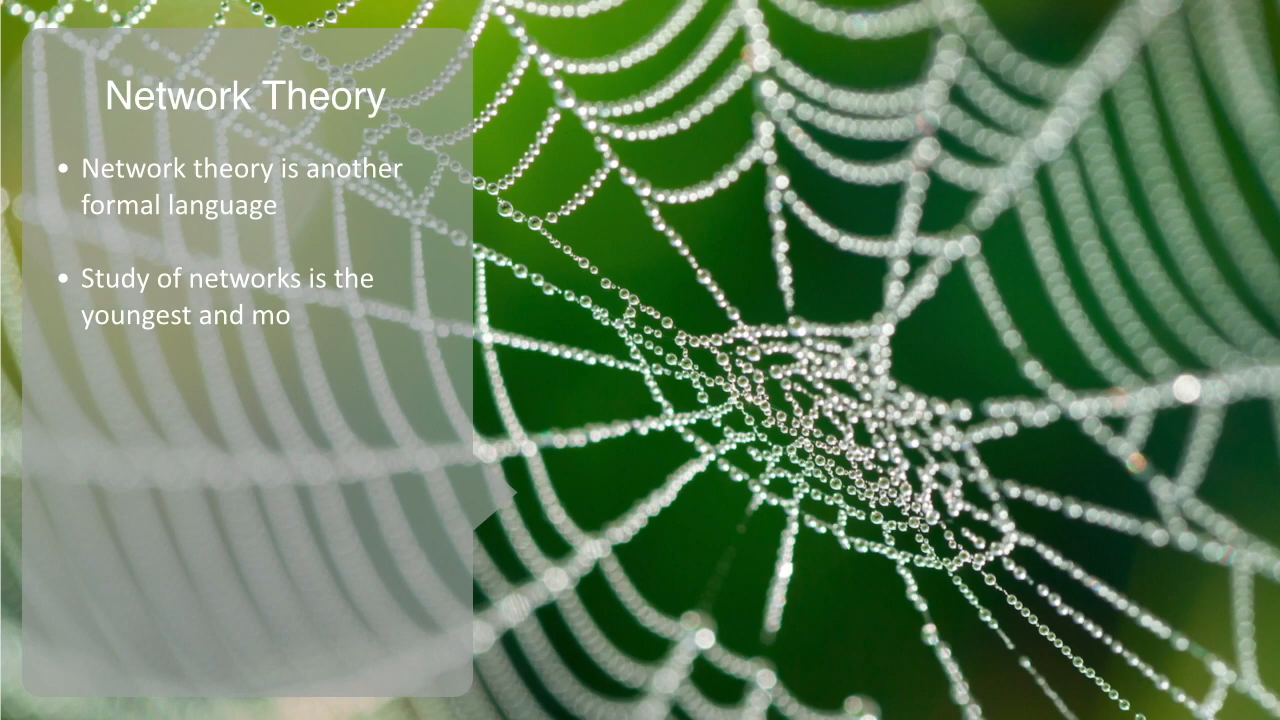 Network Theory
• Network theory is another
formal language
• Study of networks is the
youngest and mo